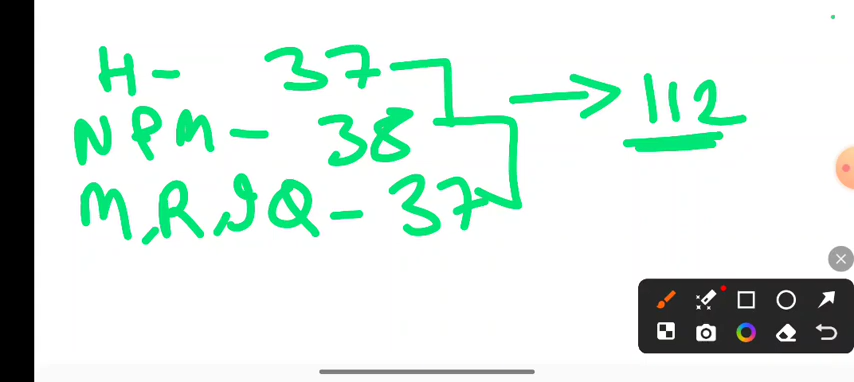 H - 37
NPM - 38 → 112
M,R,IQ - 37